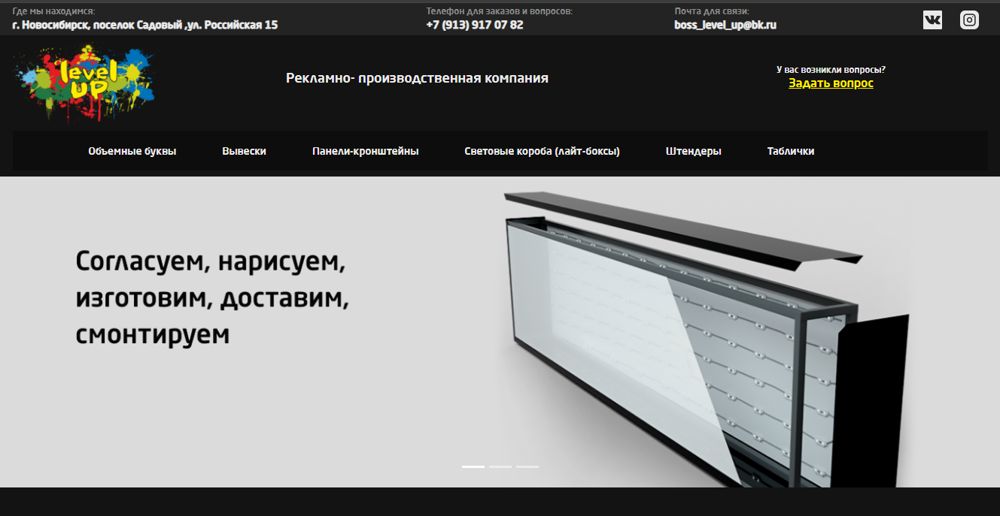 Где мы находимся:
г. Новосибирск, поселок Садовый ,ул. Российская 15
Телефон для заказов и вопросов:
+7 (913) 917 07 82
Почта для связи:
boss_level_up@bk.ru
level
UP
Рекламно- производственная компания
У вас возникли вопросы?
Задать вопрос
Объемные буквы
Вывески
Панели-кронштейны
Световые короба (лайт-боксы)
Штендеры
Таблички
Согласуем, нарисуем,
изготовим, доставим,
смонтируем